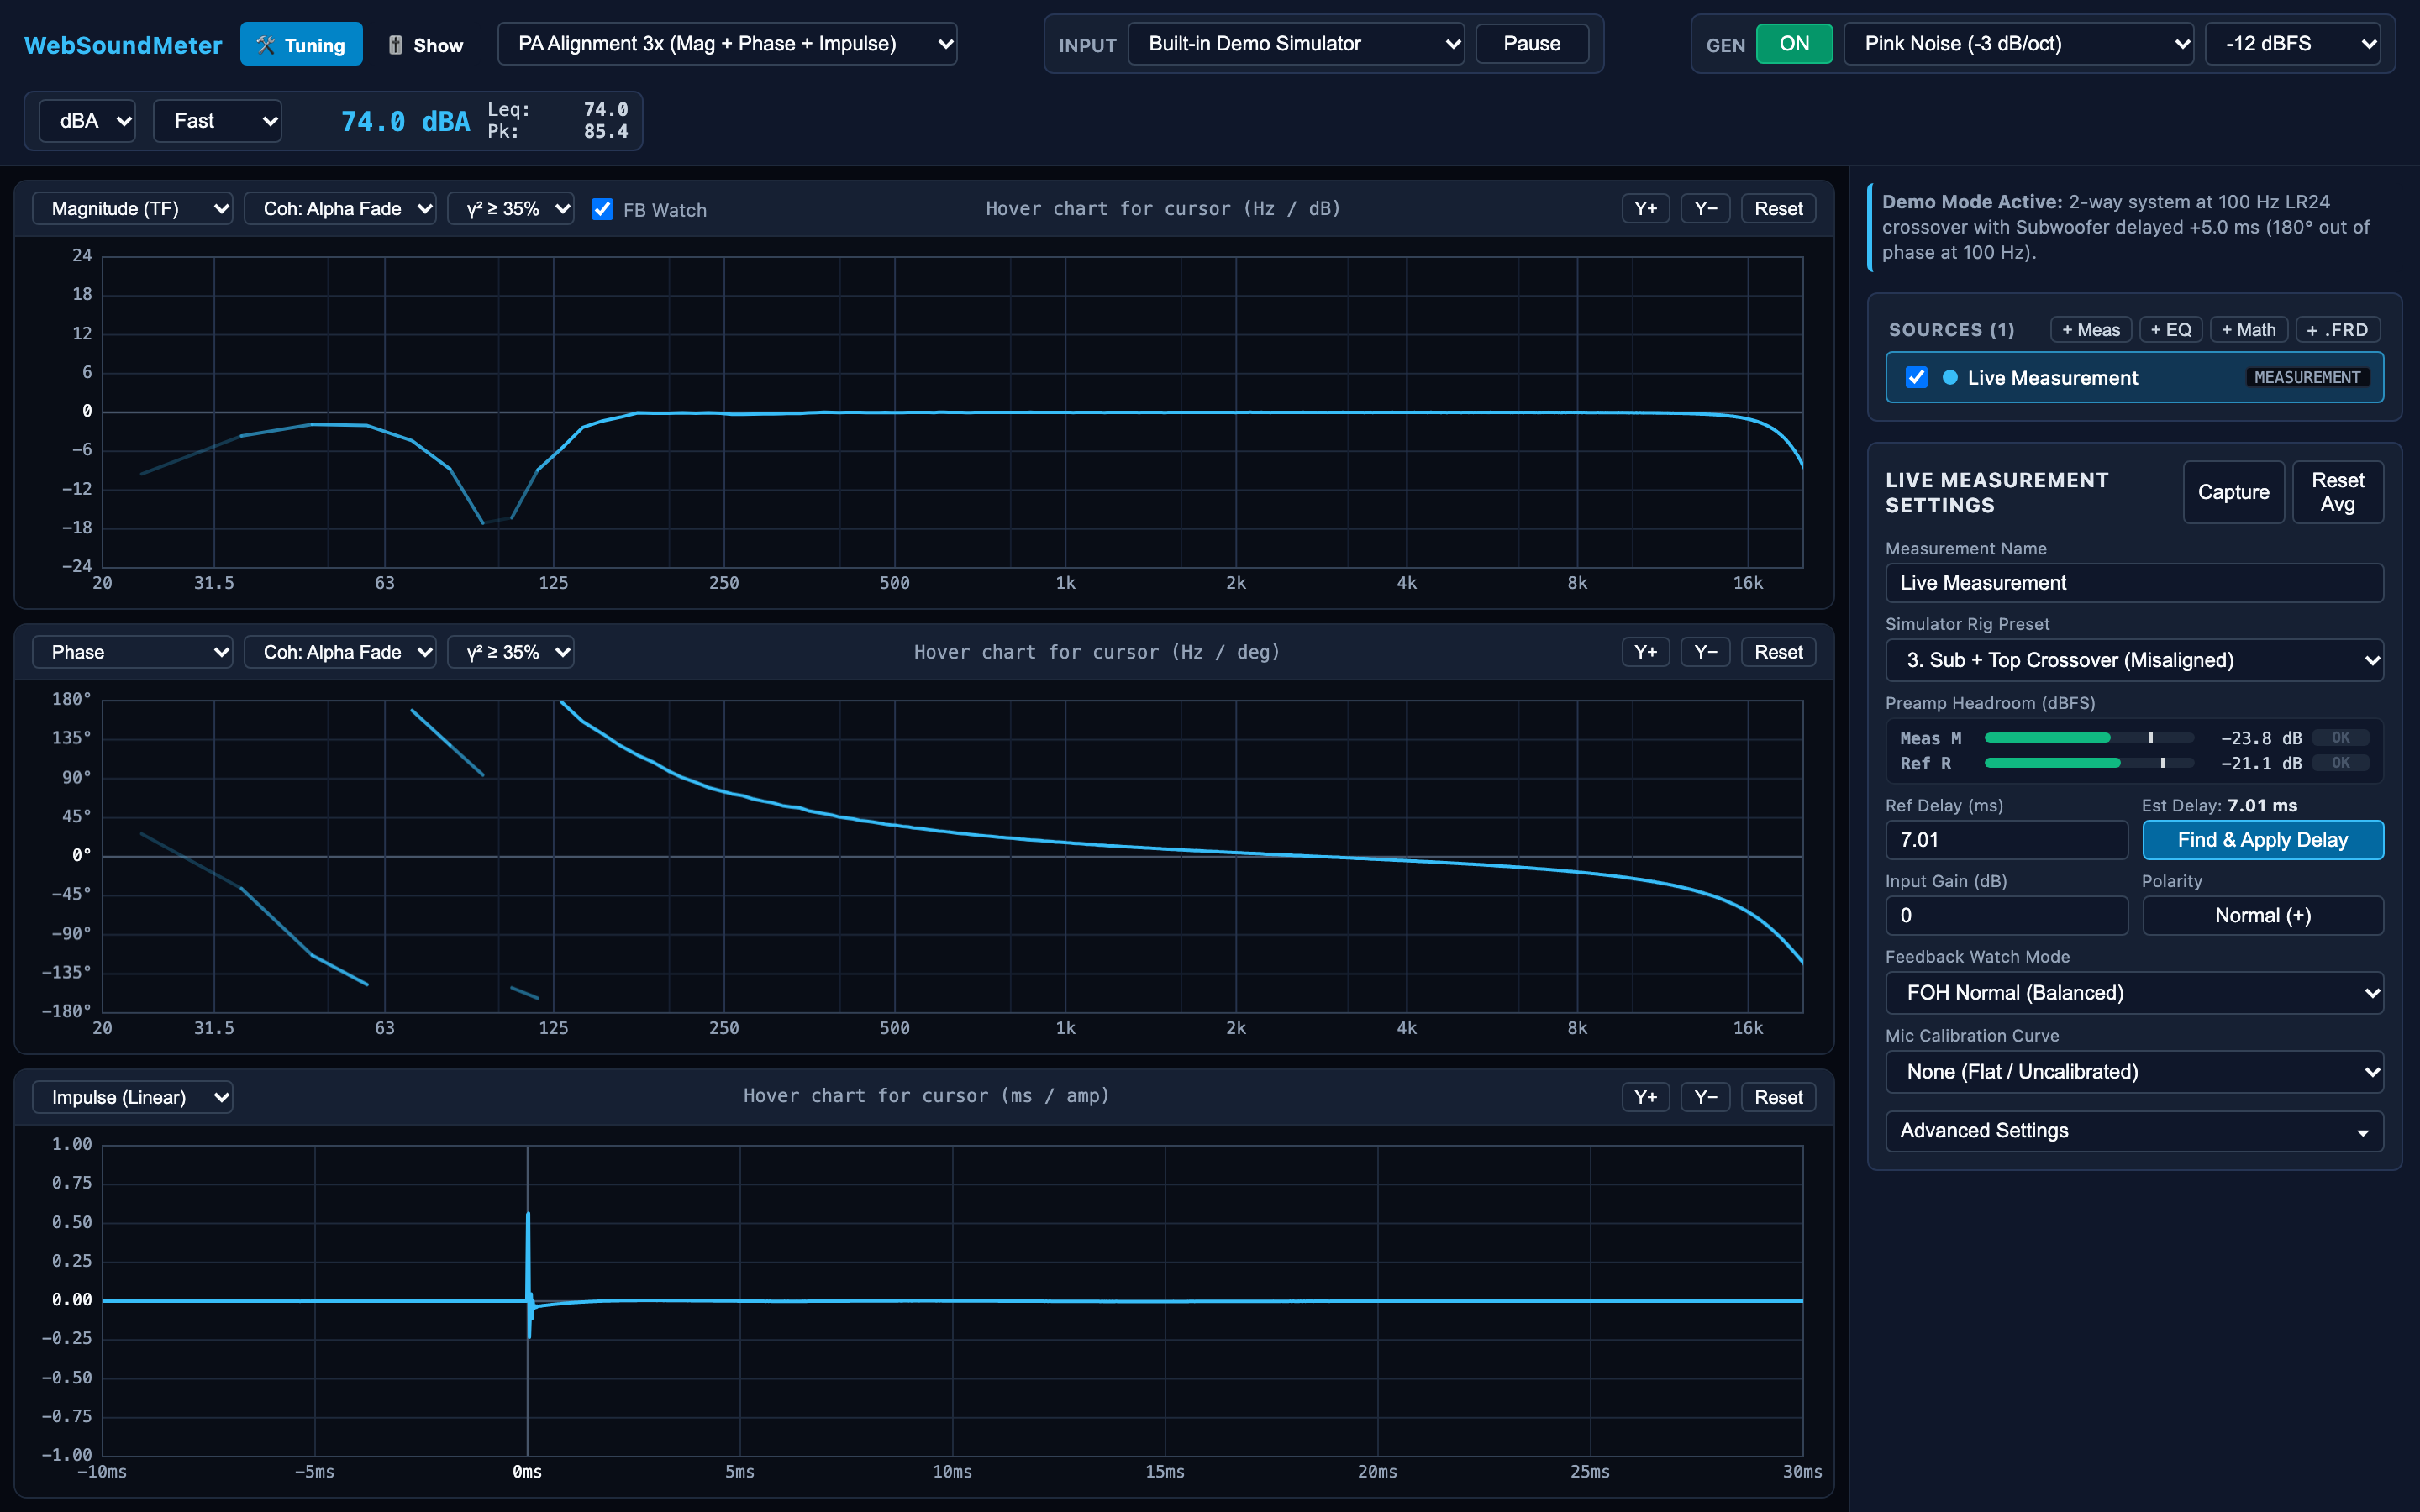 WebSoundMeter
🛠 Tuning
🎚 Show
PA Alignment 3x (Mag + Phase + Impulse)
INPUT
Built-in Demo Simulator
Pause
GEN
ON
Pink Noise (-3 dB/oct)
-12 dBFS
dBA
Fast
74.0 dBA
Leq: 74.0
Pk: 85.4
Magnitude (TF)
Coh: Alpha Fade
γ² ≥ 35%
FB Watch
Hover chart for cursor (Hz / dB)
Y+
Y−
Reset
24
18
12
6
0
−6
−12
−18
−24
20 31.5 63 125 250 500 1k 2k 4k 8k 16k
Phase
Coh: Alpha Fade
γ² ≥ 35%
Hover chart for cursor (Hz / deg)
Y+
Y−
Reset
180°
135°
90°
45°
0°
−45°
−90°
−135°
−180°
20 31.5 63 125 250 500 1k 2k 4k 8k 16k
Impulse (Linear)
Hover chart for cursor (ms / amp)
Y+
Y−
Reset
1.00
0.75
0.50
0.25
0.00
−0.25
−0.50
−0.75
−1.00
−10ms −5ms 0ms 5ms 10ms 15ms 20ms 25ms 30ms
Demo Mode Active: 2-way system at 100 Hz LR24
crossover with Subwoofer delayed +5.0 ms (180° out of
phase at 100 Hz).
SOURCES (1)
+ Meas
+ EQ
+ Math
+ .FRD
Live Measurement
MEASUREMENT
LIVE MEASUREMENT
SETTINGS
Capture
Reset
Avg
Measurement Name
Live Measurement
Simulator Rig Preset
3. Sub + Top Crossover (Misaligned)
Preamp Headroom (dBFS)
Meas M −23.8 dB OK
Ref R −21.1 dB OK
Ref Delay (ms)
Est Delay: 7.01 ms
7.01
Find & Apply Delay
Input Gain (dB)
Polarity
0
Normal (+)
Feedback Watch Mode
FOH Normal (Balanced)
Mic Calibration Curve
None (Flat / Uncalibrated)
Advanced Settings